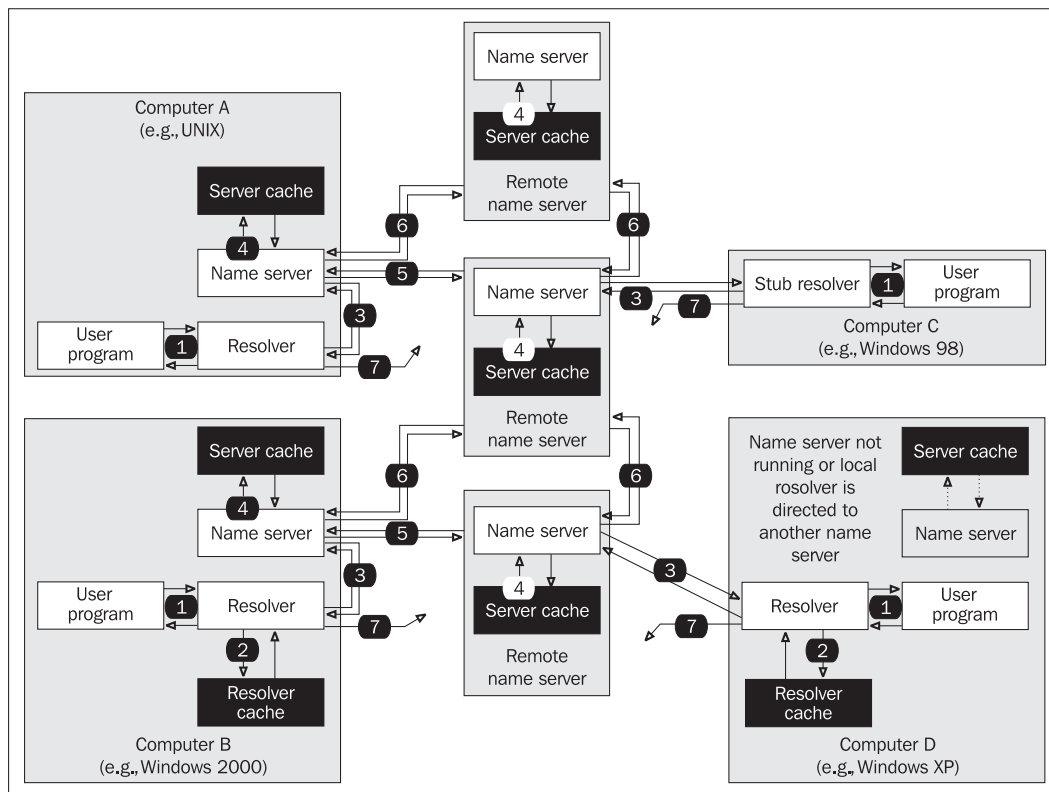 Computer A
(e.g., UNIX)
Server cache
4
Name server
3
User
program
1
Resolver
7
6
5
Name server
4
Server cache
Remote
name server
6
Name server
4
Server cache
Remote
name server
3
7
Stub resolver
1
User
program
Computer C
(e.g., Windows 98)
Server cache
4
Name server
3
User
program
1
Resolver
2
7
Resolver
cache
Computer B
(e.g., Windows 2000)
6
5
6
Name server
4
Server cache
Remote
name server
3
7
Name server not
running or local
rosolver is
directed to
another name
server
Server cache
Name server
Resolver
1
User
program
2
Resolver
cache
Computer D
(e.g., Windows XP)